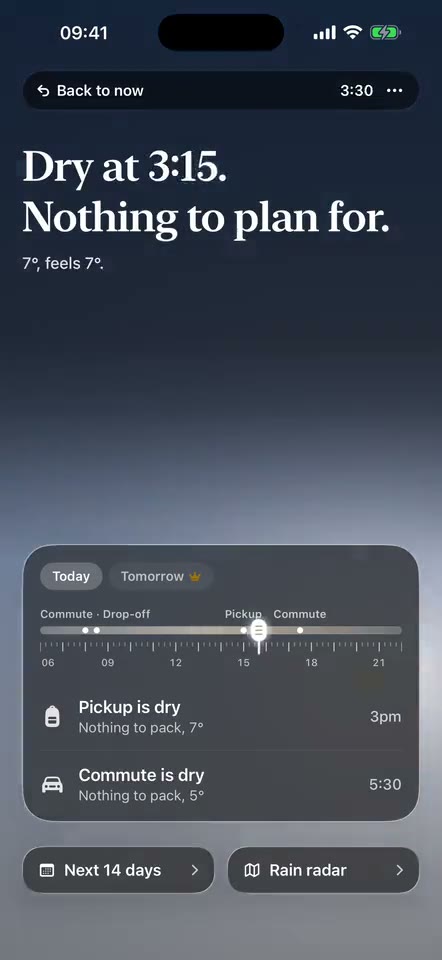 09:41
Back to now
3:30
Dry at 3:15.
Nothing to plan for.
7°, feels 7°.
Today
Tomorrow
Commute · Drop-off
Pickup
Commute
06 09 12 15 18 21
Pickup is dry
Nothing to pack, 7°
3pm
Commute is dry
Nothing to pack, 5°
5:30
Next 14 days
Rain radar